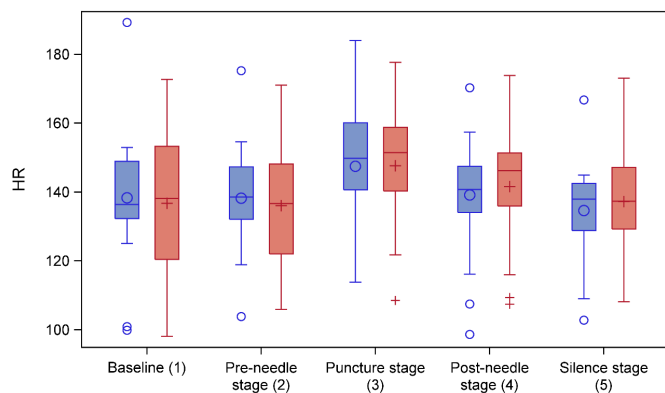 HR
180
160
140
120
100
Baseline (1)
Pre-needle
stage (2)
Puncture stage
(3)
Post-needle
stage (4)
Silence stage
(5)